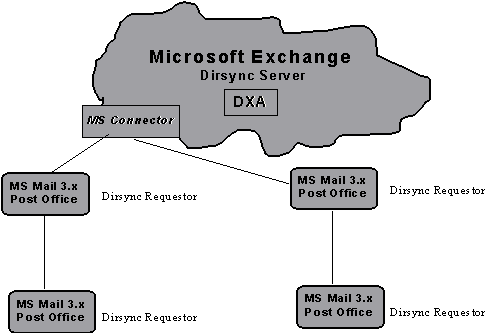 Microsoft Exchange
Dirsync Server
DXA
MS Connector
MS Mail 3.x
Post Office
Dirsync Requestor
MS Mail 3.x
Post Office
Dirsync Requestor
MS Mail 3.x
Post Office
Dirsync Requestor
MS Mail 3.x
Post Office
Dirsync Requestor